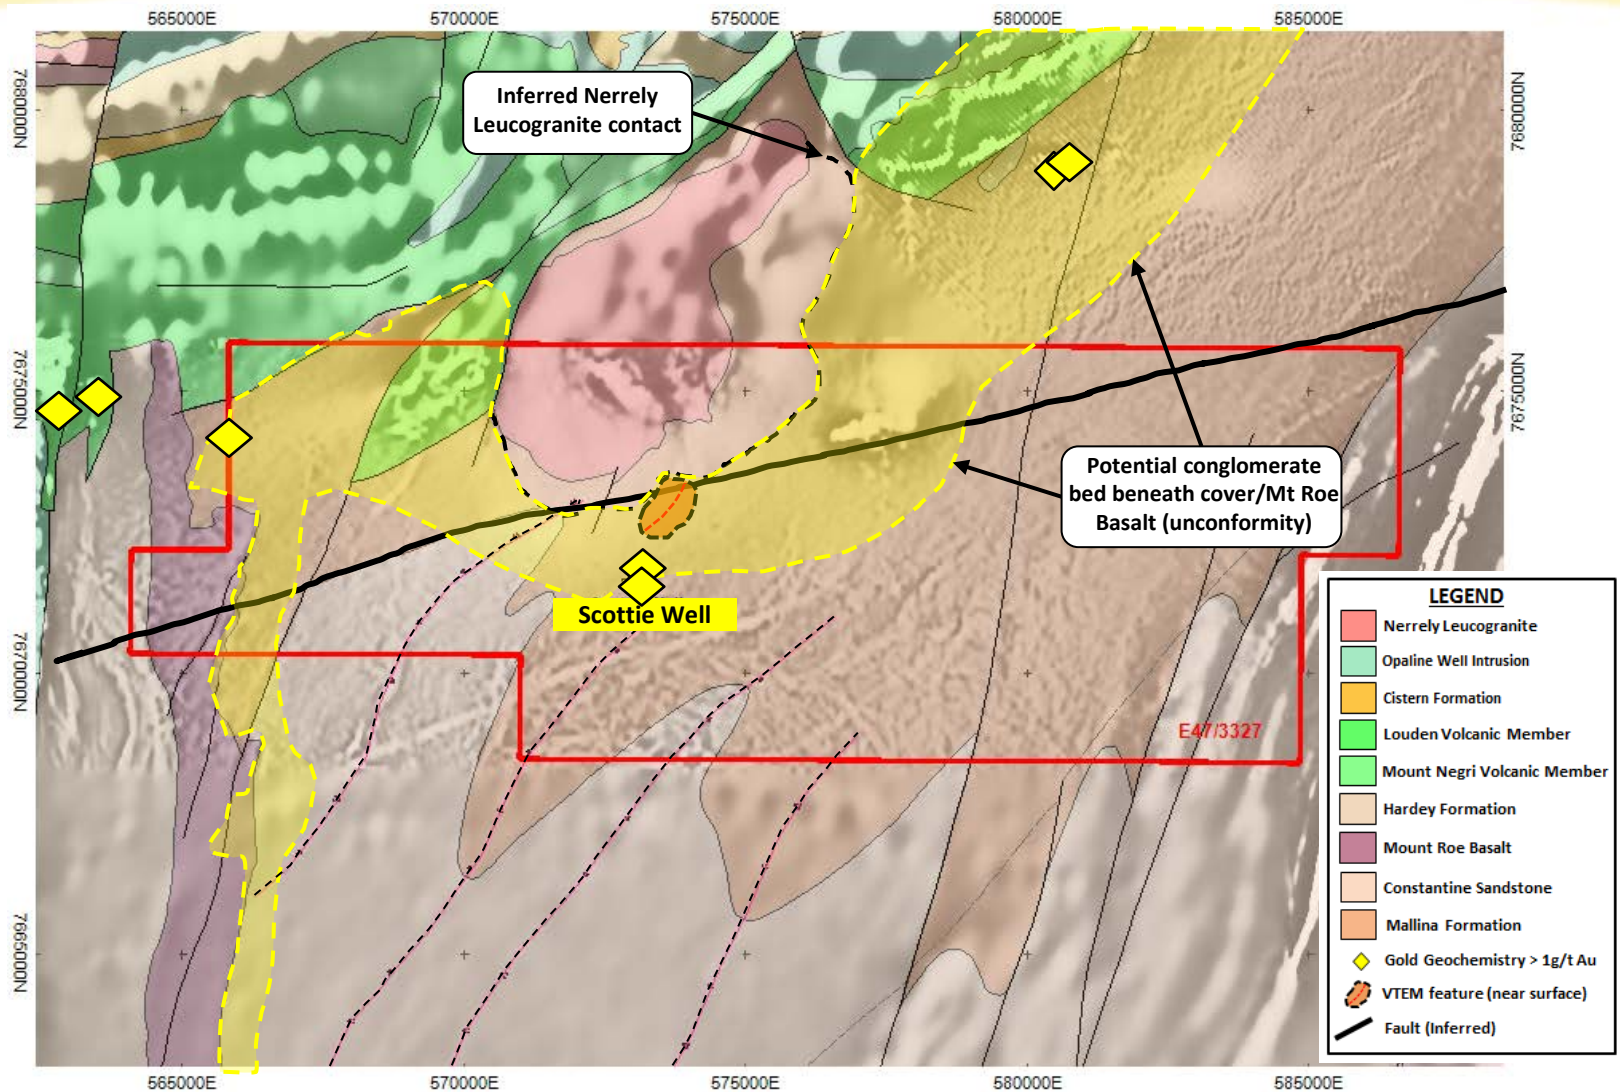 565000E
570000E
575000E
580000E
585000E
7680000N
7680000N
Inferred Nerrely
Leucogranite contact
7675000N
7675000N
Potential conglomerate
bed beneath cover/Mt Roe
Basalt (unconformity)
Scottie Well
7670000N
E47/3327
7665000N
LEGEND
Nerrely Leucogranite
Opaline Well Intrusion
Cistern Formation
Louden Volcanic Member
Mount Negri Volcanic Member
Hardey Formation
Mount Roe Basalt
Constantine Sandstone
Mallina Formation
Gold Geochemistry > 1g/t Au
VTEM feature (near surface)
Fault (Inferred)
565000E
570000E
575000E
580000E
585000E